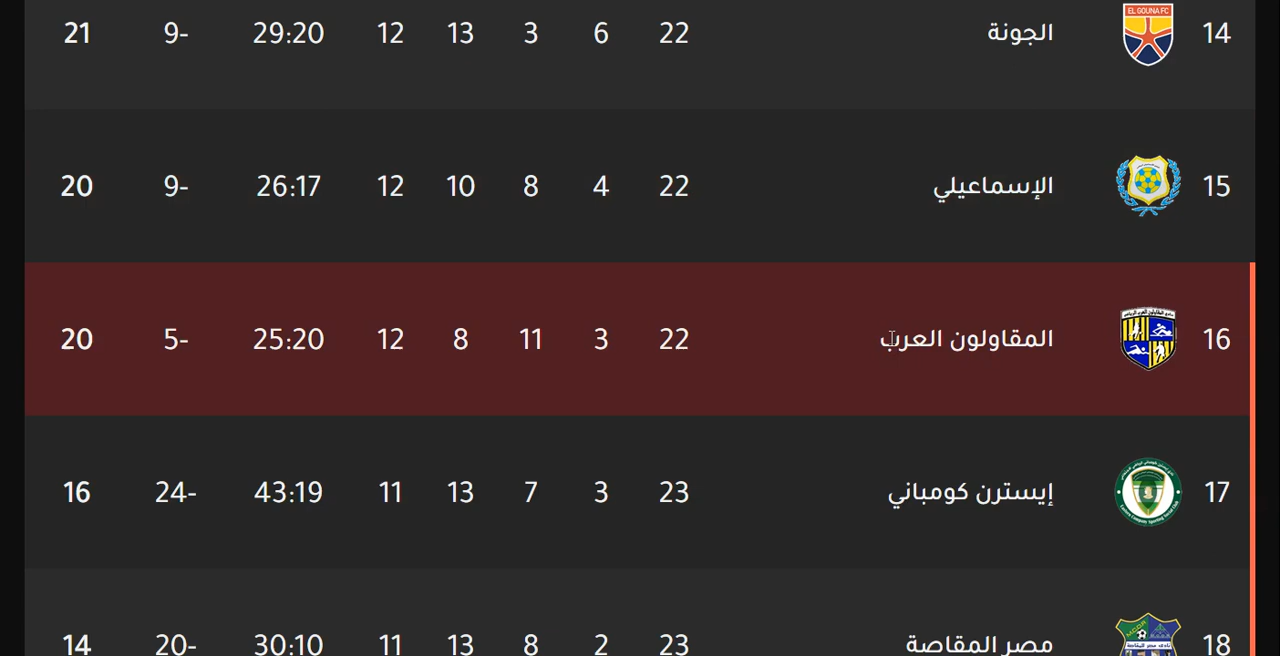 14 EL GOUNA FC الجونة 22 6 3 13 12 29:20 9- 21
15 الإسماعيلي 22 4 8 10 12 26:17 9- 20
16 المقاولون العرب 22 3 11 8 12 25:20 5- 20
17 إيسترن كومباني 23 3 7 13 11 43:19 24- 16
18 مصر المقاصة 23 2 8 13 11 30:10 20- 14